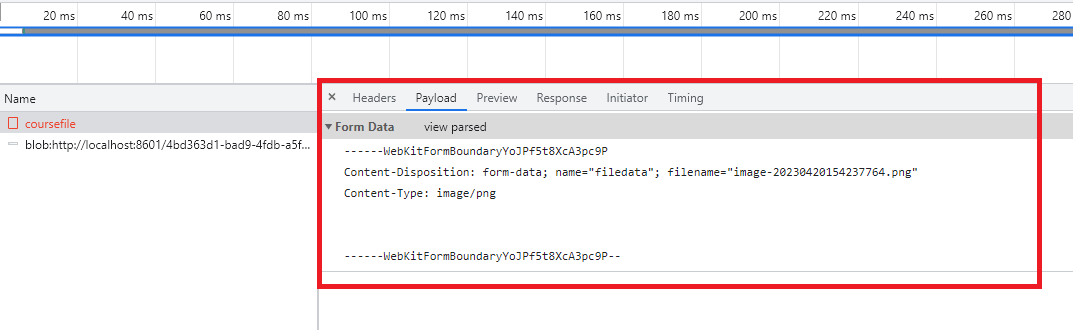 20 ms 40 ms 60 ms 80 ms 100 ms 120 ms 140 ms 160 ms 180 ms 200 ms 220 ms 240 ms 260 ms 280
Name
coursefile
blob:http://localhost:8601/4bd363d1-bad9-4fdb-a5f...
× Headers Payload Preview Response Initiator Timing
▼ Form Data view parsed
------WebKitFormBoundaryYoJPf5t8XcA3pc9P
Content-Disposition: form-data; name="filedata"; filename="image-20230420154237764.png"
Content-Type: image/png
------WebKitFormBoundaryYoJPf5t8XcA3pc9P--